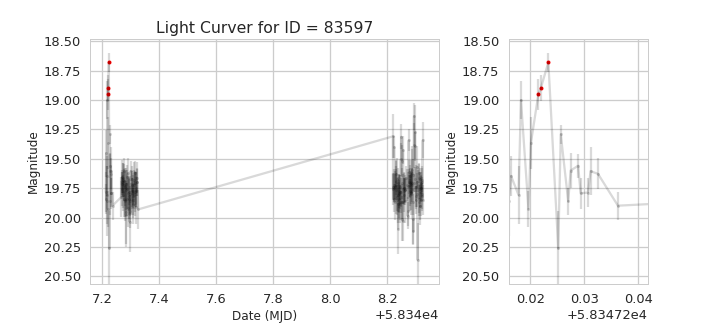 Light Curver for ID = 83597
Magnitude
18.50
18.75
19.00
19.25
19.50
19.75
20.00
20.25
20.50
7.2 7.4 7.6 7.8 8.0 8.2
Date (MJD)
+5.834e4
Magnitude
18.50
18.75
19.00
19.25
19.50
19.75
20.00
20.25
20.50
0.02 0.03 0.04
+5.83472e4